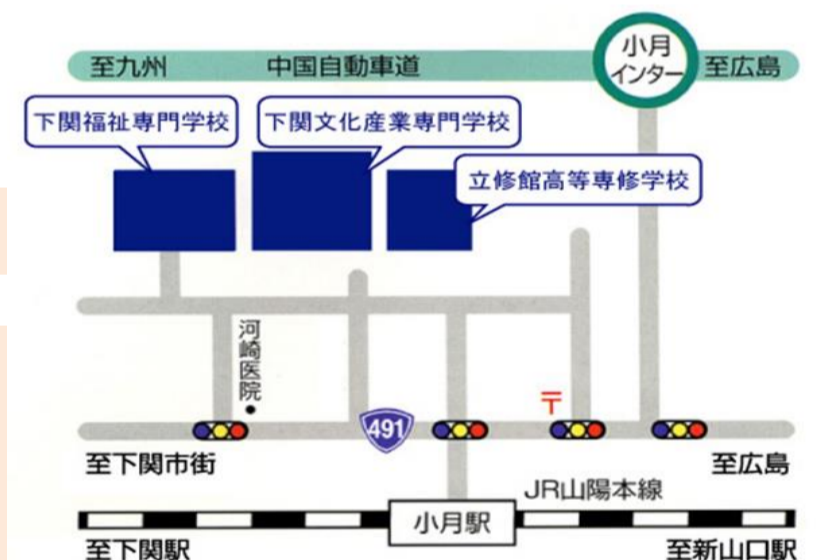 小月
インター
至九州
中国自動車道
至広島
下関福祉専門学校
下関文化産業専門学校
立修館高等専修学校
河崎医院
〒
491
至下関市街
至広島
JR山陽本線
小月駅
至下関駅
至新山口駅